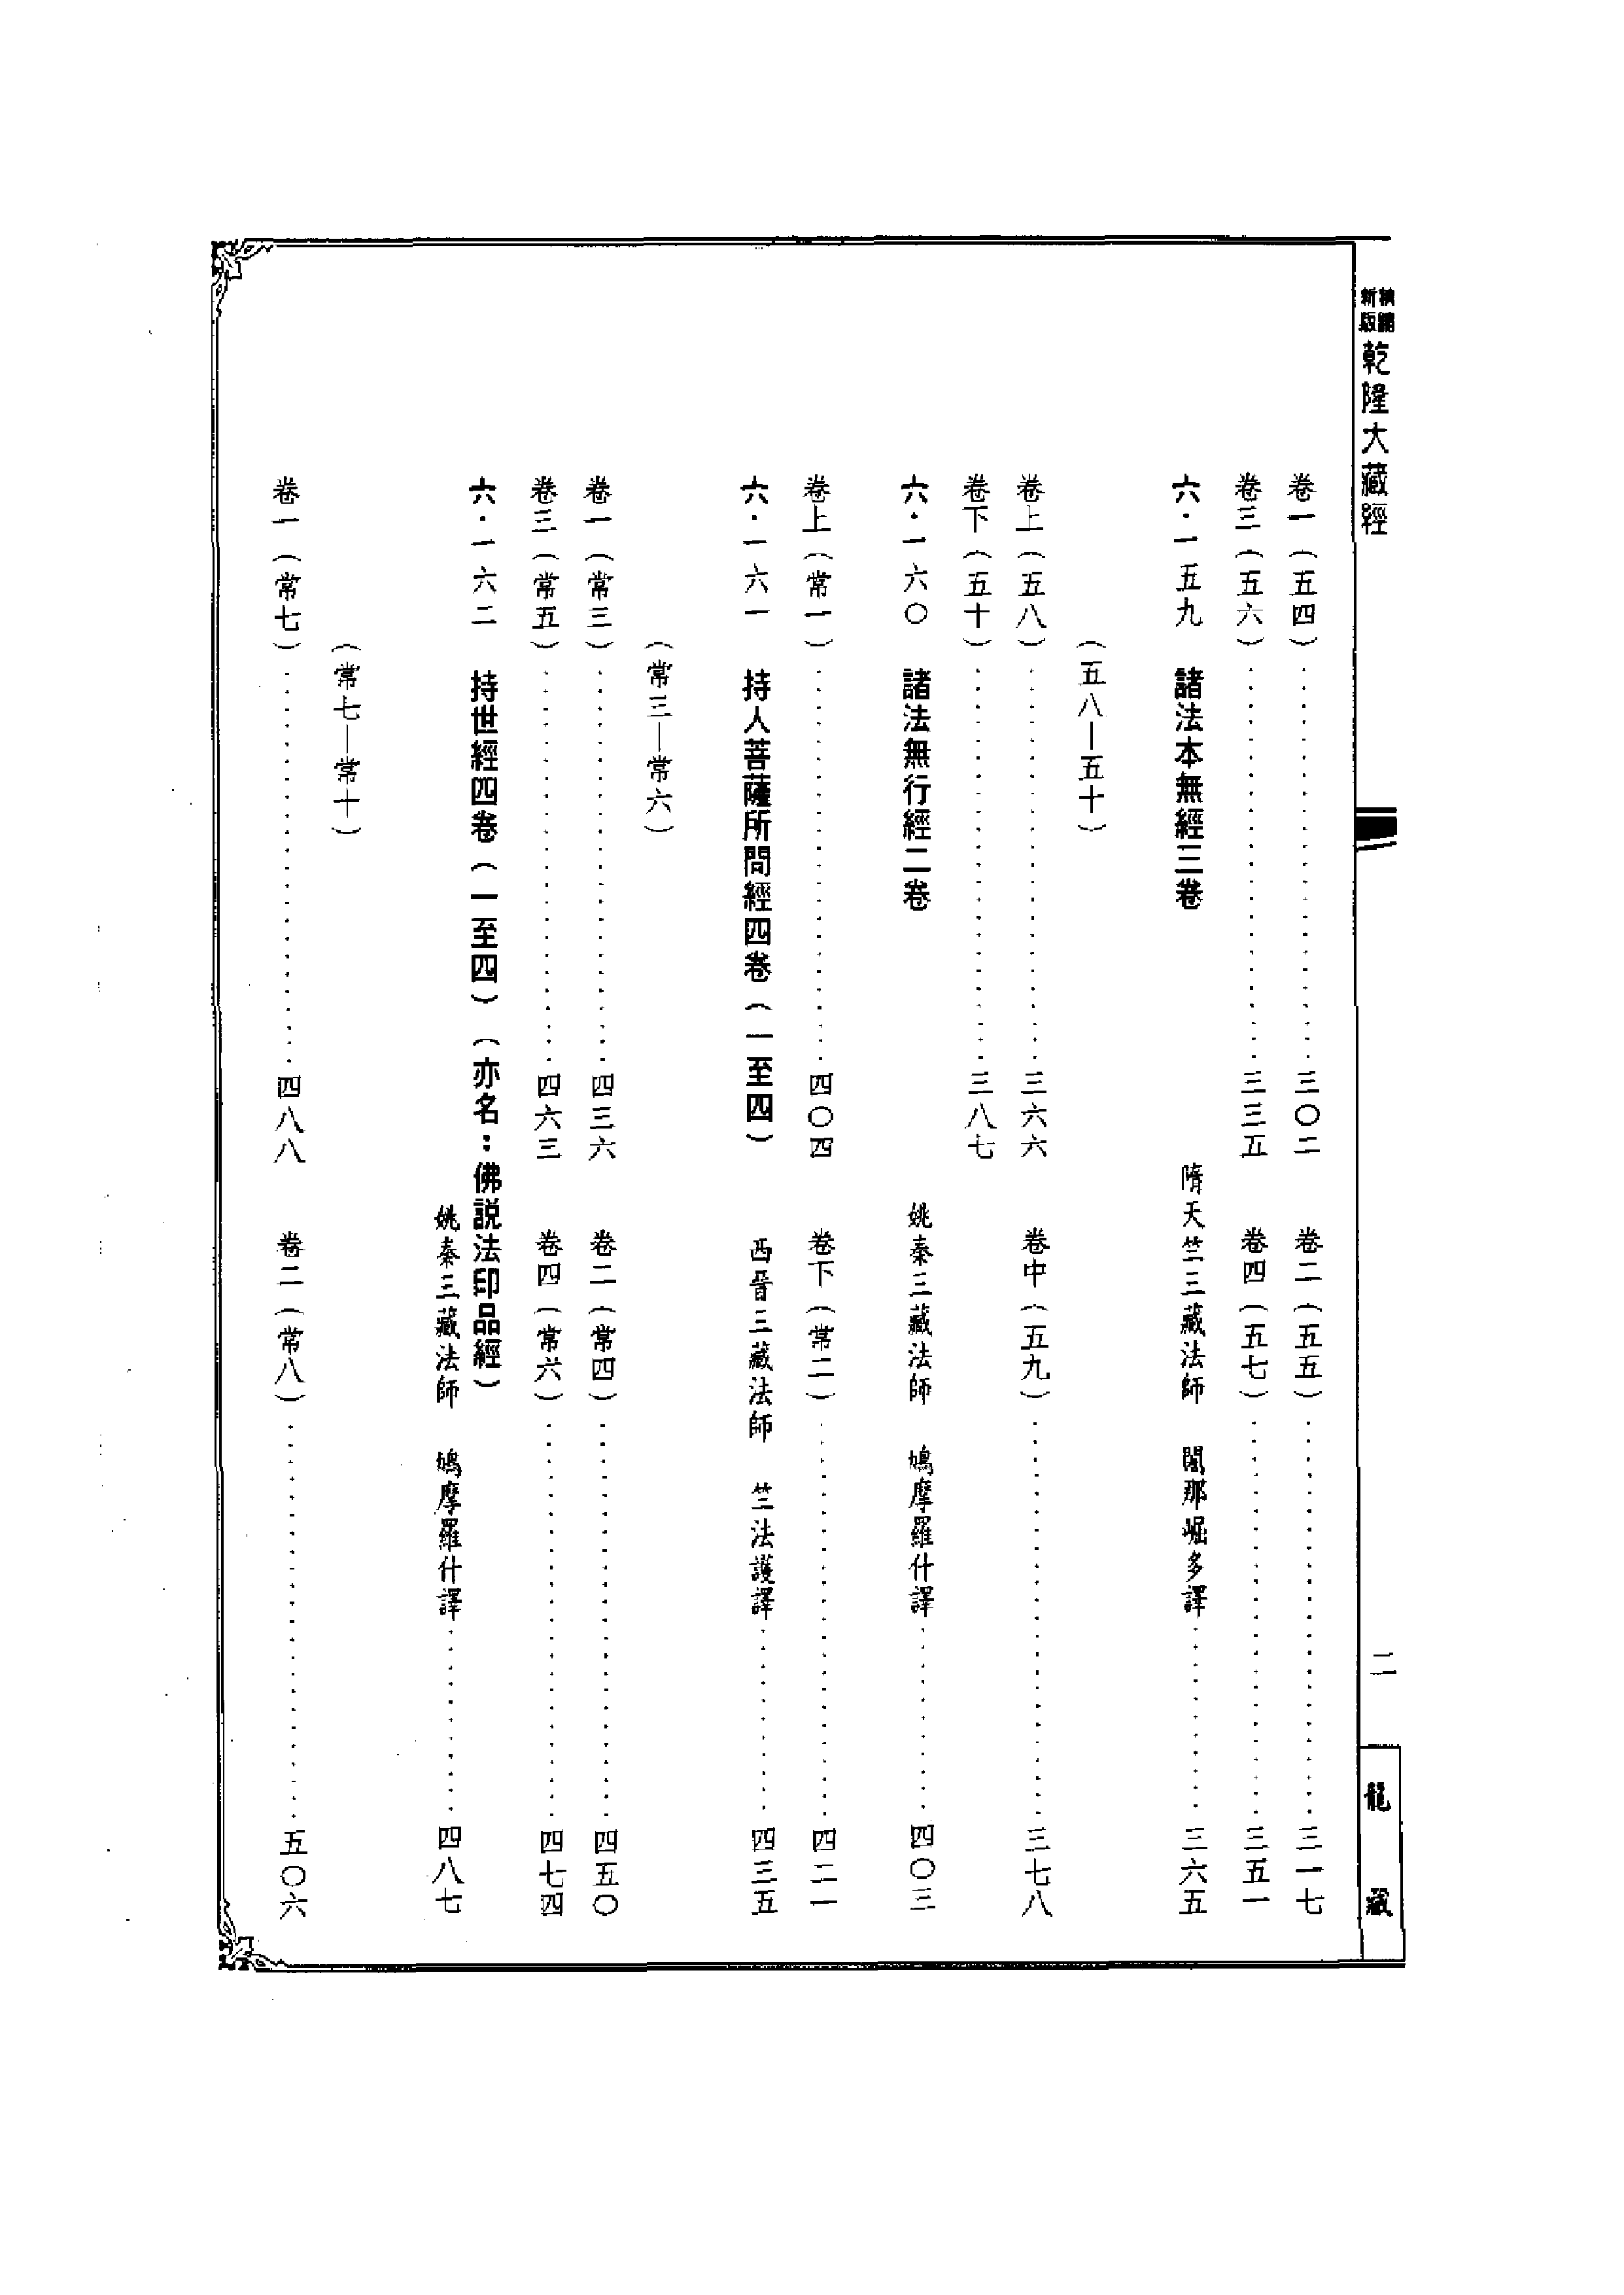 新版
精縮
乾隆大藏經
二
龍藏
卷一（五四）…………三〇二　卷二（五五）…………三一七
卷三（五六）…………三三五　卷四（五七）…………三五一
六．一五九　諸法本無經三卷　隋天竺三藏法師　闍那崛多譯…………三六五
（五八—五十）
卷上（五八）…………三六六　卷中（五九）…………三七八
卷下（五十）…………三八七
六．一六〇　諸法無行經二卷　姚秦三藏法師　鳩摩羅什譯…………四〇三
卷上（常一）…………四〇四　卷下（常二）…………四二一
六．一六一　持人菩薩所問經四卷（一至四）　西晉三藏法師　竺法護譯…………四三五
（常三—常六）
卷一（常三）…………四三六　卷二（常四）…………四五〇
卷三（常五）…………四六三　卷四（常六）…………四七四
六．一六二　持世經四卷（一至四）（亦名：佛說法印品經）
姚秦三藏法師　鳩摩羅什譯…………四八七
（常七—常十）
卷一（常七）…………四八八　卷二（常八）…………五〇六